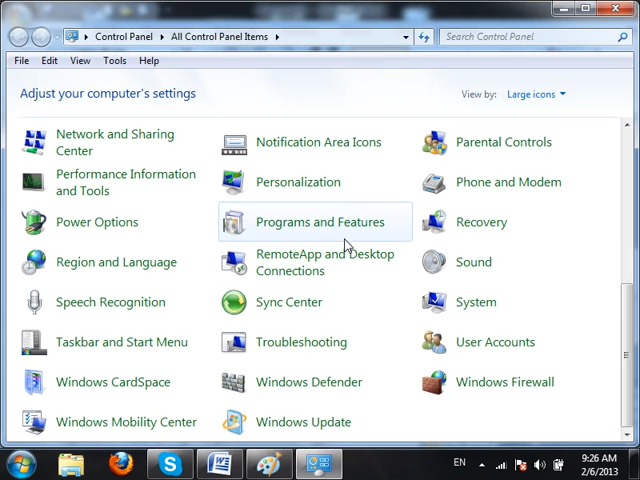 Control Panel
All Control Panel Items
Search Control Panel
File Edit View Tools Help
Adjust your computer's settings
View by: Large icons
Network and Sharing
Center
Notification Area Icons
Parental Controls
Performance Information
and Tools
Personalization
Phone and Modem
Power Options
Programs and Features
Recovery
Region and Language
RemoteApp and Desktop
Connections
Sound
Speech Recognition
Sync Center
System
Taskbar and Start Menu
Troubleshooting
User Accounts
Windows CardSpace
Windows Defender
Windows Firewall
Windows Mobility Center
Windows Update
EN
9:26 AM
2/6/2013